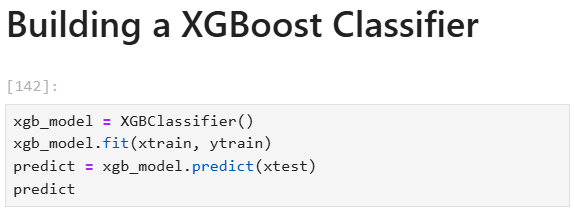 Building a XGBoost Classifier
[142]:
xgb_model = XGBClassifier()
xgb_model.fit(xtrain, ytrain)
predict = xgb_model.predict(xtest)
predict